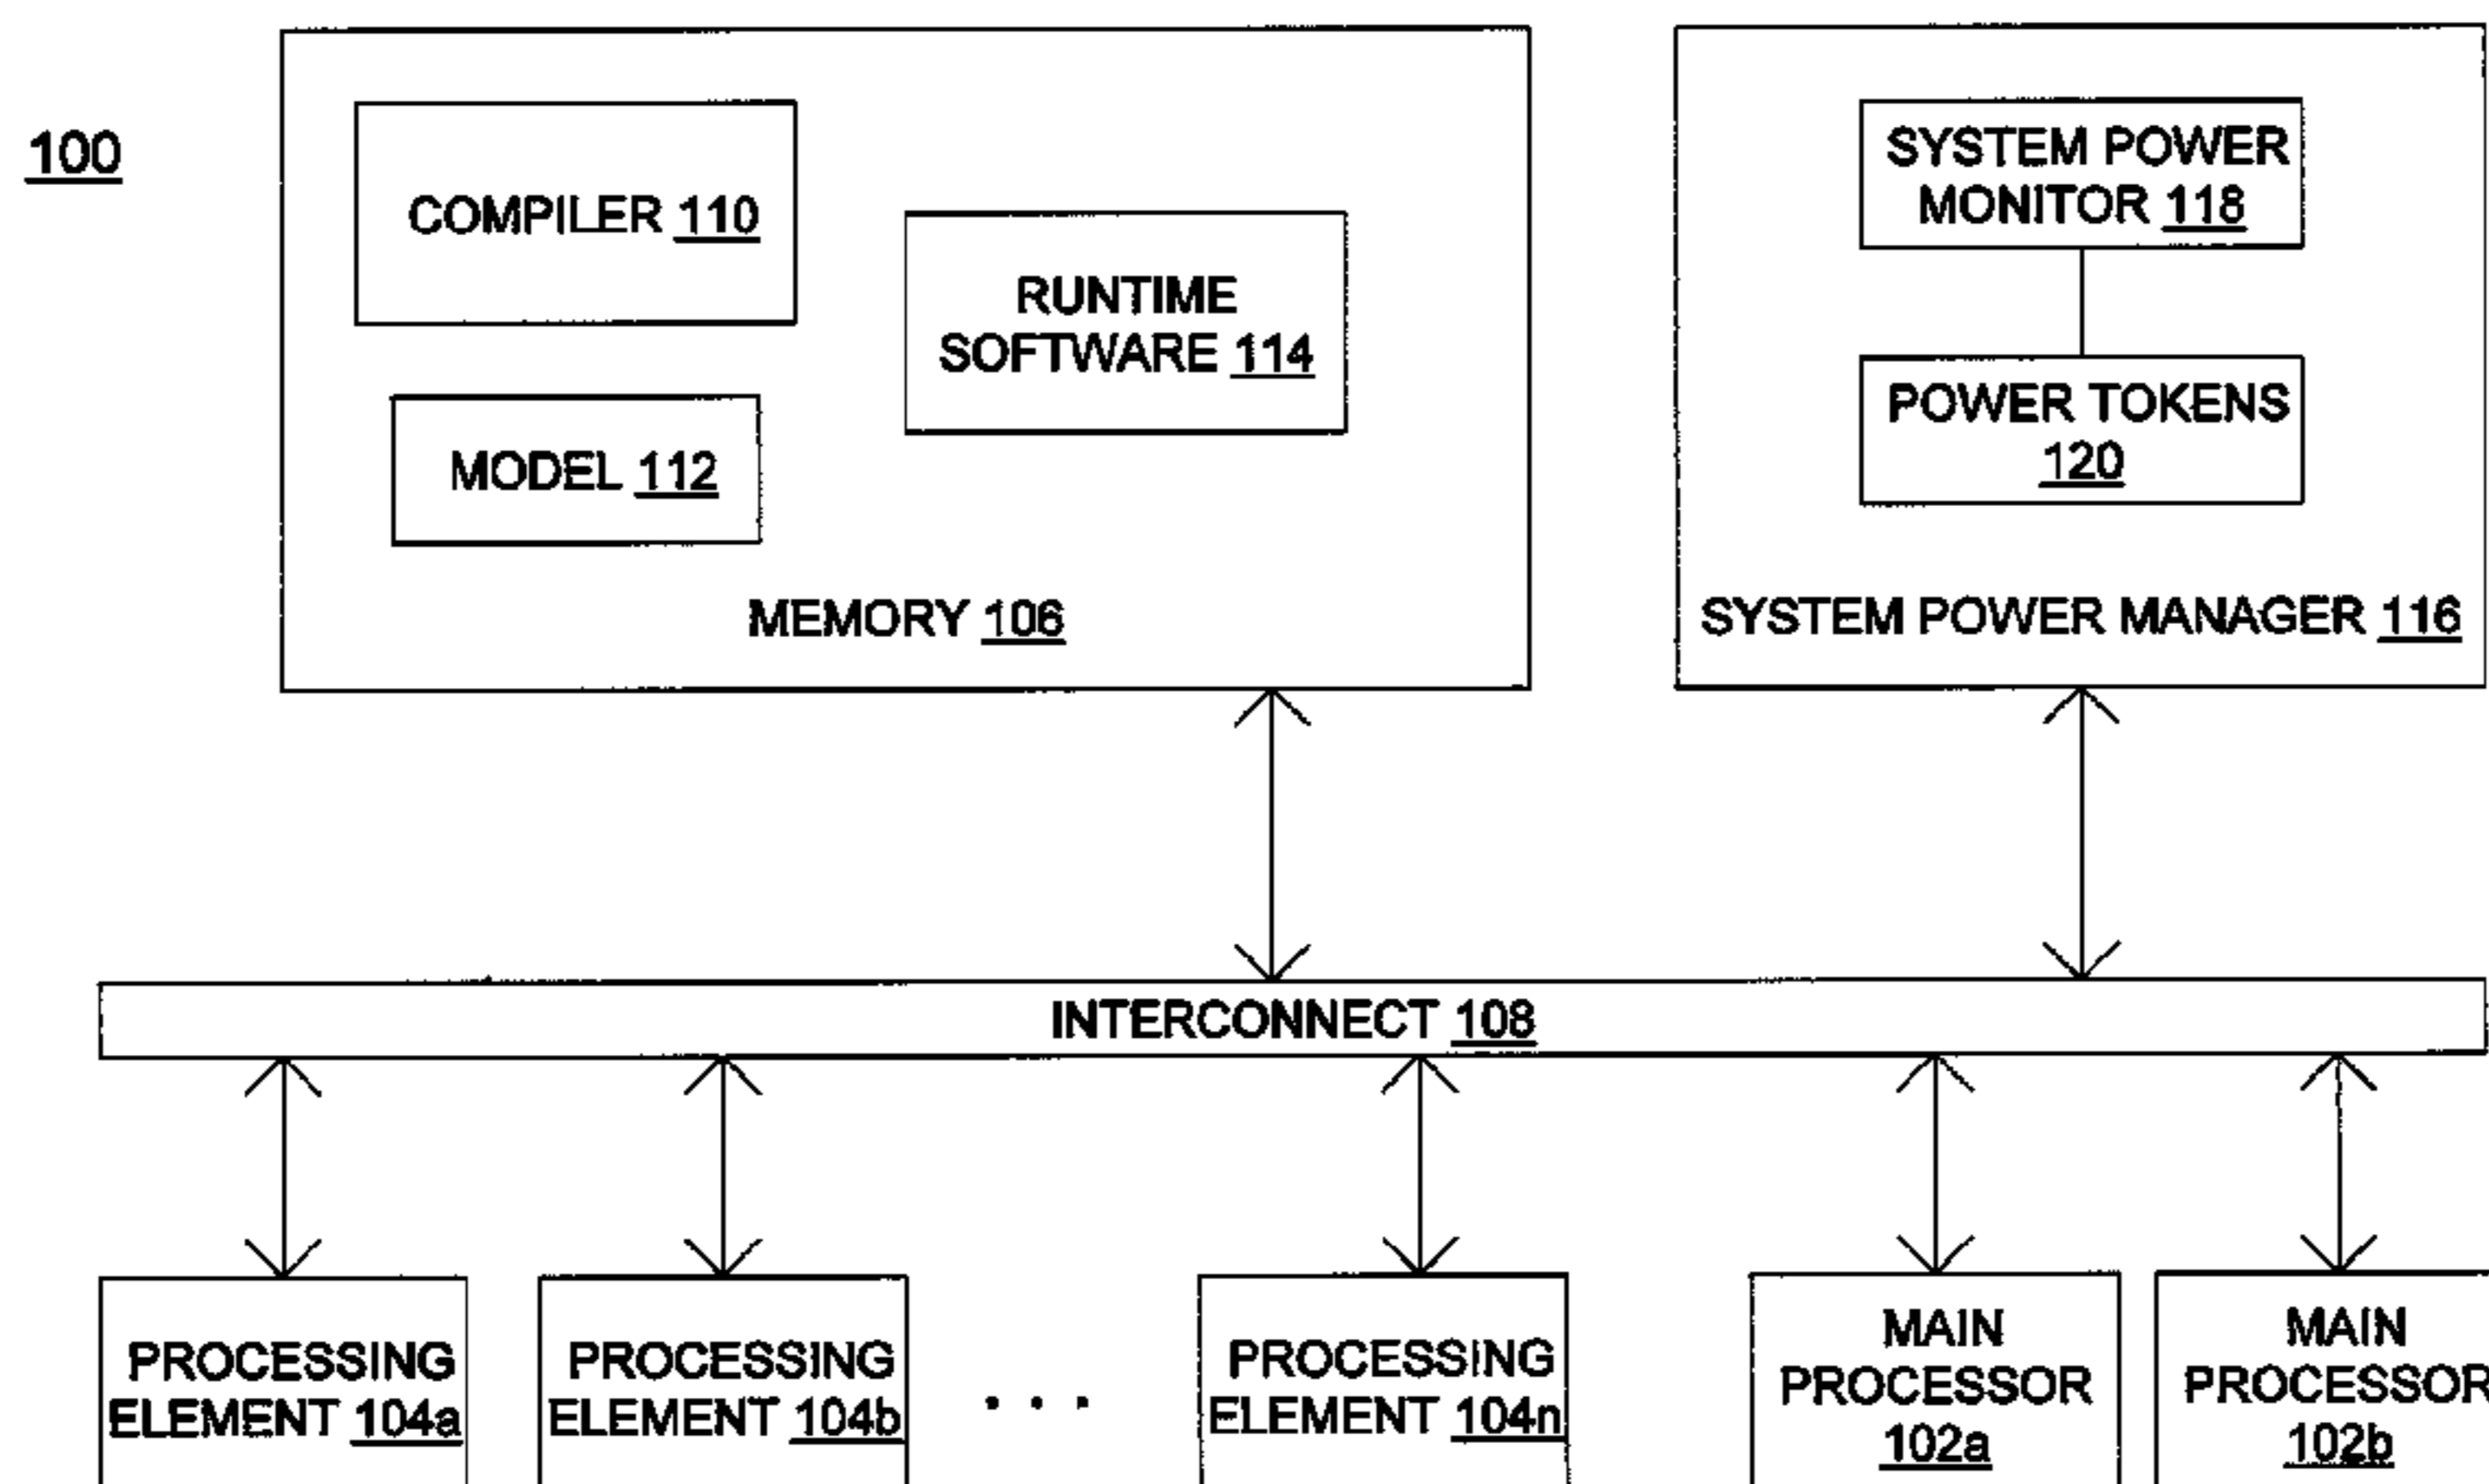 100
COMPILER 110
RUNTIME
SOFTWARE 114
MODEL 112
MEMORY 106
SYSTEM POWER
MONITOR 118
POWER TOKENS
120
SYSTEM POWER MANAGER 116
INTERCONNECT 108
PROCESSING
ELEMENT 104a
PROCESSING
ELEMENT 104b
. . .
PROCESSING
ELEMENT 104n
MAIN
PROCESSOR
102a
MAIN
PROCESSOR
102b